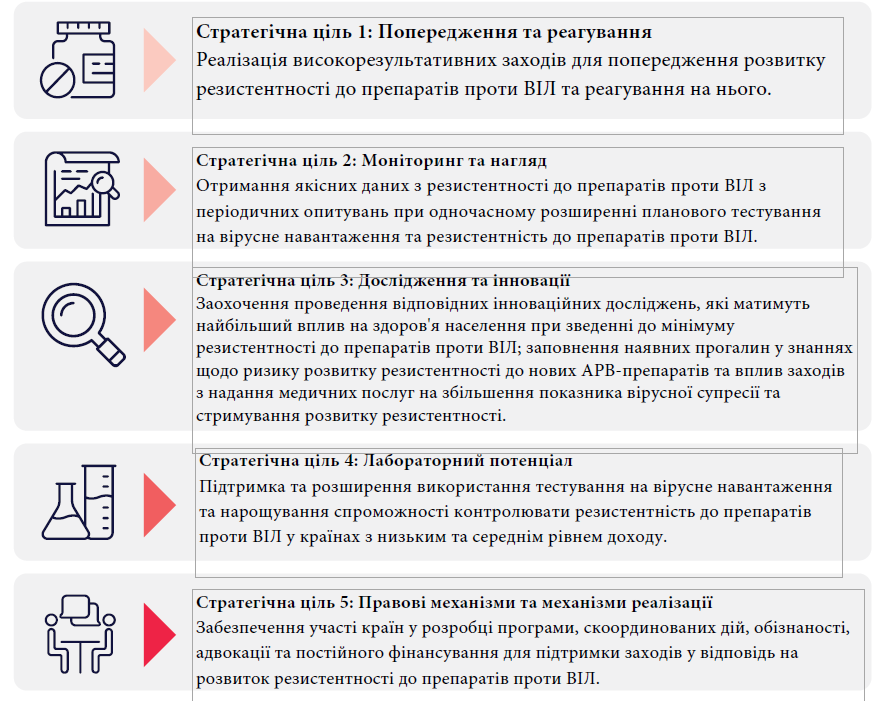 Стратегічна ціль 1: Попередження та реагування
Реалізація високорезультативних заходів для попередження розвитку
резистентності до препаратів проти ВІЛ та реагування на нього.
Стратегічна ціль 2: Моніторинг та нагляд
Отримання якісних даних з резистентності до препаратів проти ВІЛ з
періодичних опитувань при одночасному розширенні планового тестування
на вірусне навантаження та резистентність до препаратів проти ВІЛ.
Стратегічна ціль 3: Дослідження та інновації
Заохочення проведення відповідних інноваційних досліджень, які матимуть
найбільший вплив на здоров'я населення при зведенні до мінімуму
резистентності до препаратів проти ВІЛ; заповнення наявних прогалин у знаннях
щодо ризику розвитку резистентності до нових АРВ-препаратів та вплив заходів
з надання медичних послуг на збільшення показника вірусної супресії та
стримування розвитку резистентності.
Стратегічна ціль 4: Лабораторний потенціал
Підтримка та розширення використання тестування на вірусне навантаження
та нарощування спроможності контролювати резистентність до препаратів
проти ВІЛ у країнах з низьким та середнім рівнем доходу.
Стратегічна ціль 5: Правові механізми та механізми реалізації
Забезпечення участі країн у розробці програми, скоординованих дій, обізнаності,
адвокації та постійного фінансування для підтримки заходів у відповідь на
розвиток резистентності до препаратів проти ВІЛ.